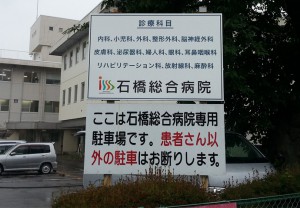 診療科目
内科、小児科、外科、整形外科、脳神経外科
皮膚科、泌尿器科、婦人科、眼科、耳鼻咽喉科
リハビリテーション科、放射線科、麻酔科
石橋総合病院
ここは石橋総合病院専用
駐車場です。患者さん以
外の駐車はお断りします。